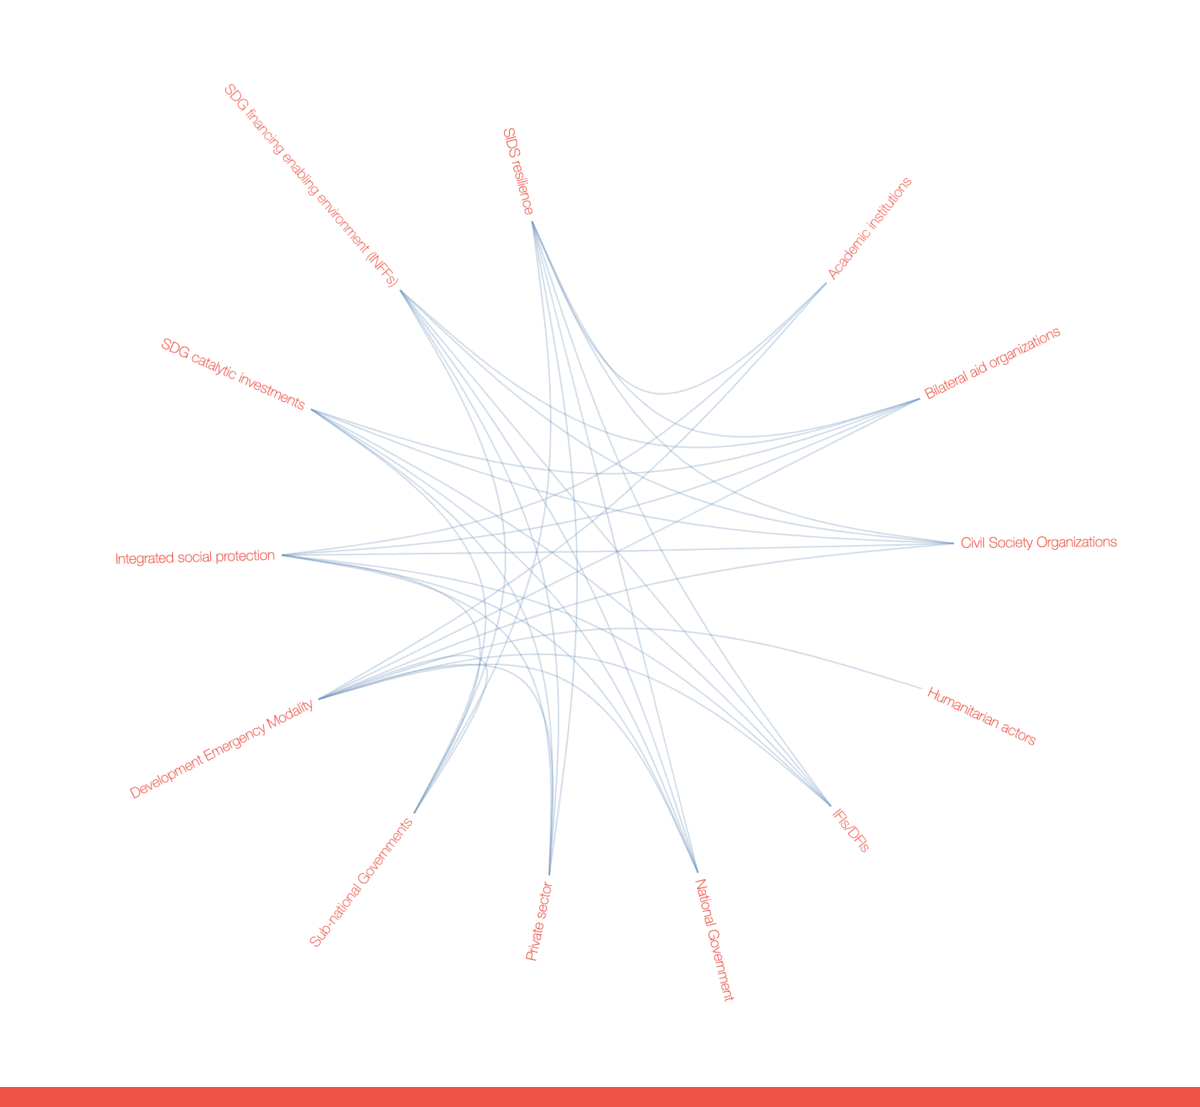 SDG financing enabling environment (INFFs)
SIDS resilience
Academic institutions
Bilateral aid organizations
SDG catalytic investments
Civil Society Organizations
Integrated social protection
Humanitarian actors
Development Emergency Modality
IFIs/DFIs
Sub-national Governments
Private sector
National Government